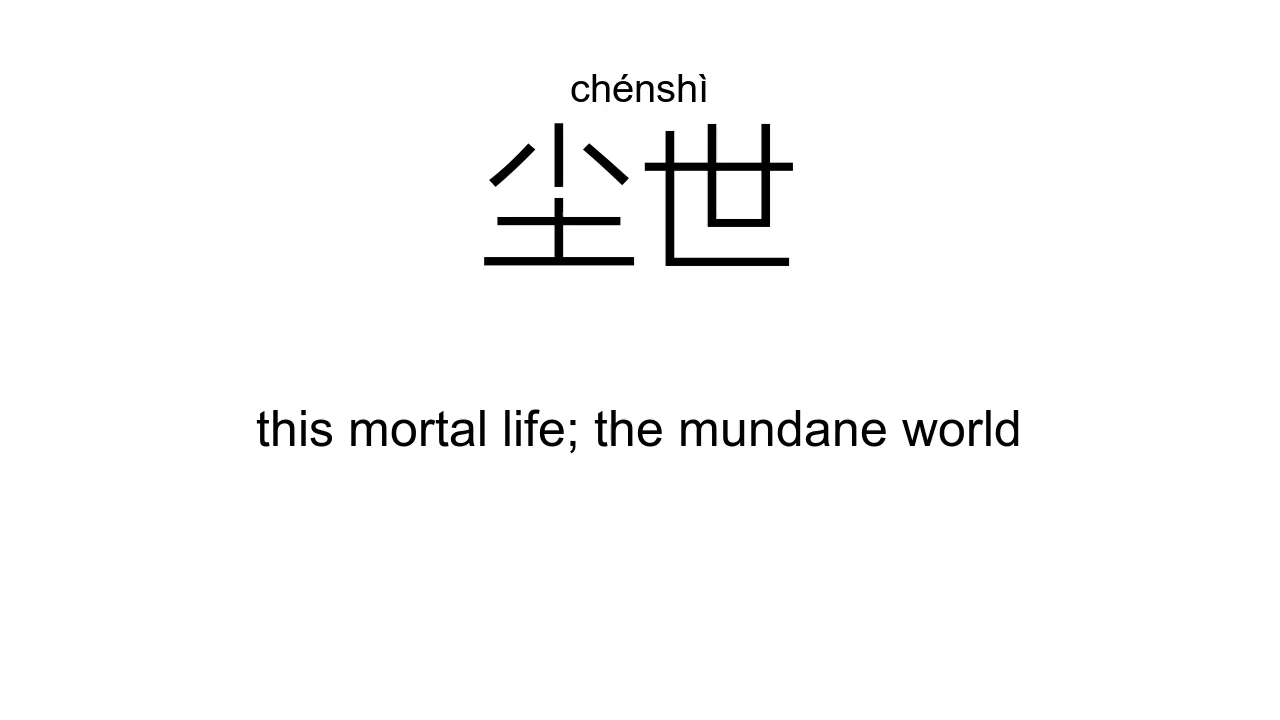 chénshì
尘世
this mortal life; the mundane world